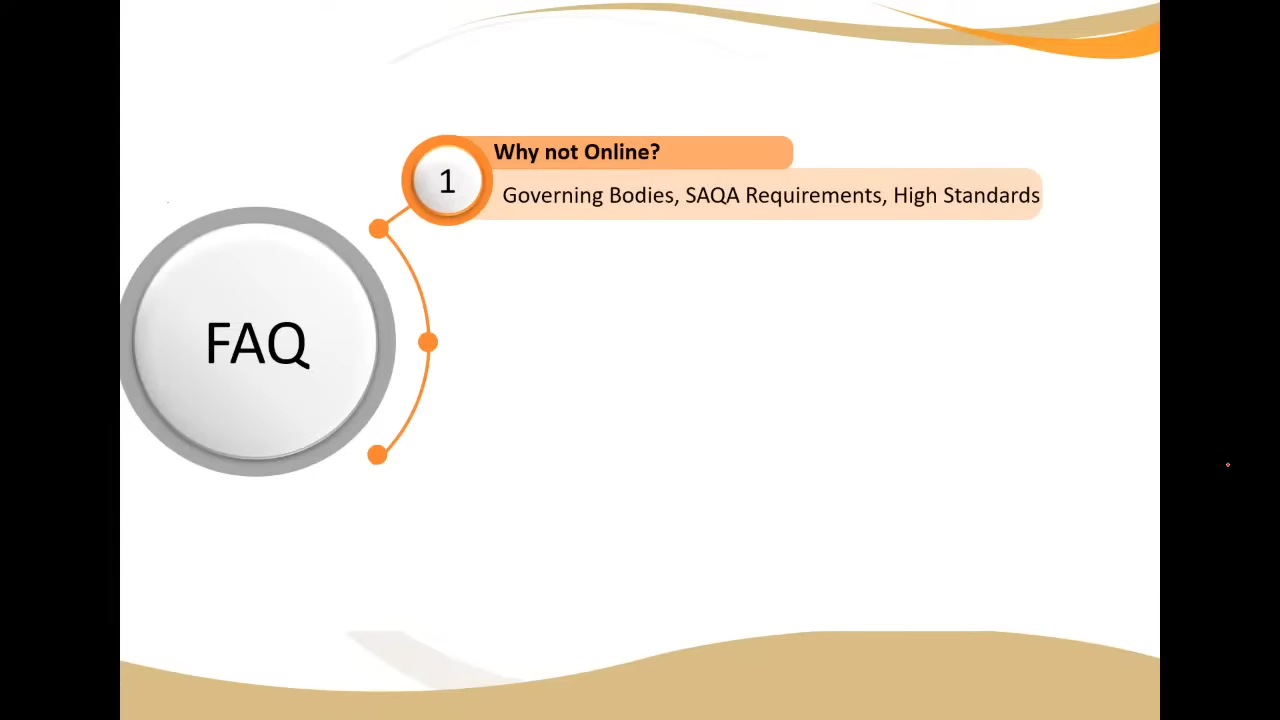 Why not Online?
1
Governing Bodies, SAQA Requirements, High Standards
FAQ